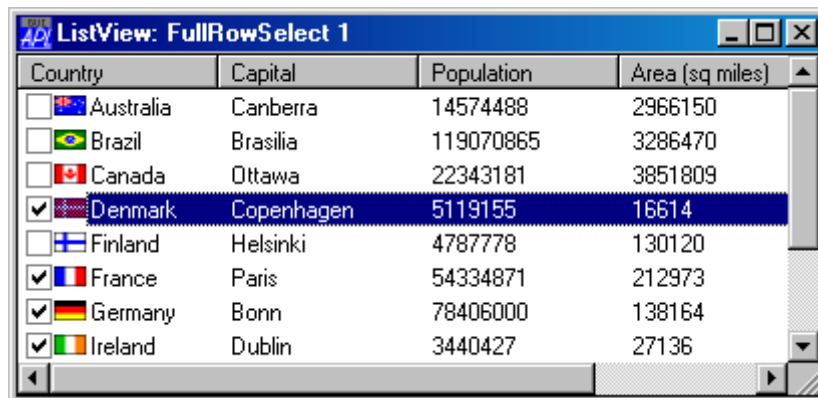 ListView: FullRowSelect 1
Country Capital Population Area (sq miles)
Australia Canberra 14574488 2966150
Brazil Brasilia 119070865 3286470
Canada Ottawa 22343181 3851809
Denmark Copenhagen 5119155 16614
Finland Helsinki 4787778 130120
France Paris 54334871 212973
Germany Bonn 78406000 138164
Ireland Dublin 3440427 27136